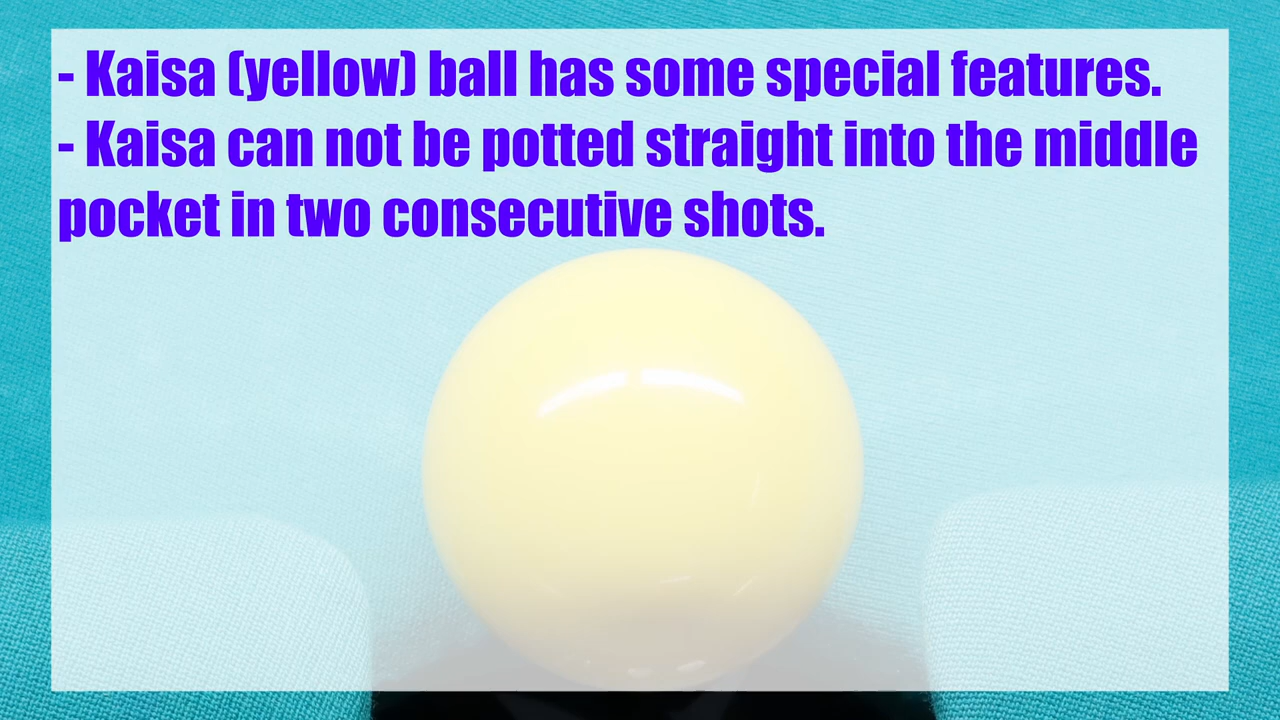 - Kaisa (yellow) ball has some special features.
- Kaisa can not be potted straight into the middle
pocket in two consecutive shots.